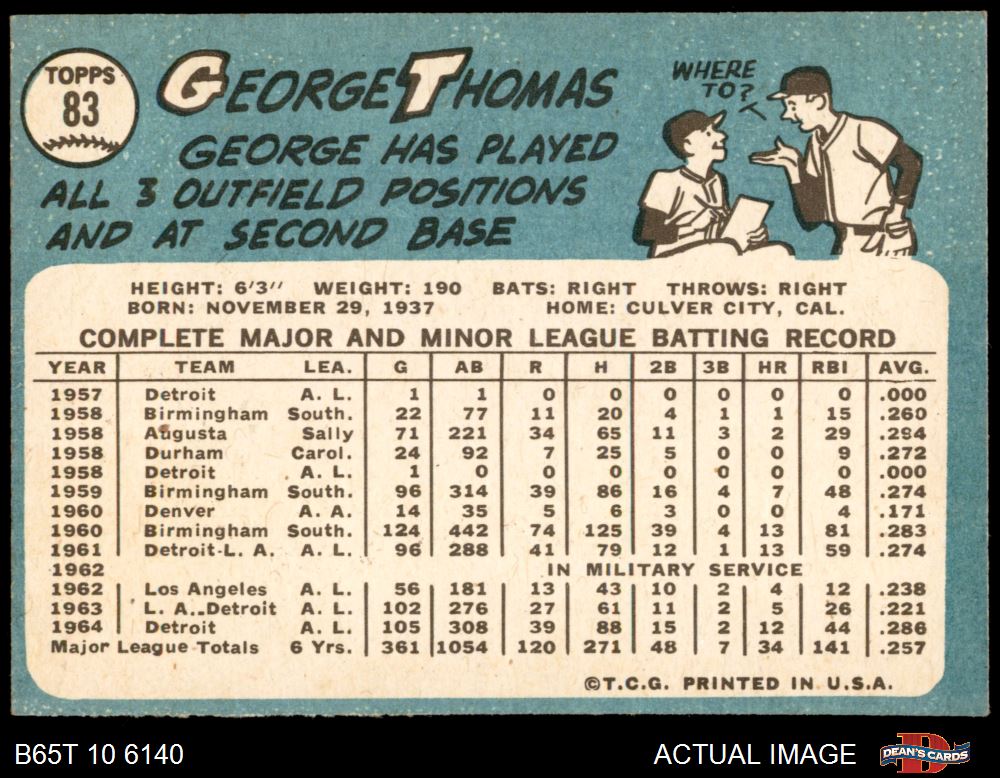 TOPPS
83
GEORGE THOMAS
WHERE
TO?
GEORGE HAS PLAYED
ALL 3 OUTFIELD POSITIONS
AND AT SECOND BASE
HEIGHT: 6'3" WEIGHT: 190 BATS: RIGHT THROWS: RIGHT
BORN: NOVEMBER 29, 1937 HOME: CULVER CITY, CAL.
COMPLETE MAJOR AND MINOR LEAGUE BATTING RECORD
YEAR TEAM LEA. G AB R H 2B 3B HR RBI AVG.
1957 Detroit A. L. 1 1 0 0 0 0 0 0 .000
1958 Birmingham South. 22 77 11 20 4 1 1 15 .260
1958 Augusta Sally 71 221 34 65 11 3 2 29 .294
1958 Durham Carol. 24 92 7 25 5 0 0 9 .272
1958 Detroit A. L. 1 0 0 0 0 0 0 0 .000
1959 Birmingham South. 96 314 39 86 16 4 7 48 .274
1960 Denver A. A. 14 35 5 6 3 0 0 4 .171
1960 Birmingham South. 124 442 74 125 39 4 13 81 .283
1961 Detroit-L. A. A. L. 96 288 41 79 12 1 13 59 .274
1962 IN MILITARY SERVICE
1962 Los Angeles A. L. 56 181 13 43 10 2 4 12 .238
1963 L. A.-Detroit A. L. 102 276 27 61 11 2 5 26 .221
1964 Detroit A. L. 105 308 39 88 15 2 12 44 .286
Major League Totals 6 Yrs. 361 1054 120 271 48 7 34 141 .257
©T.C.G. PRINTED IN U.S.A.
B65T 10 6140 ACTUAL IMAGE DEAN'S CARDS